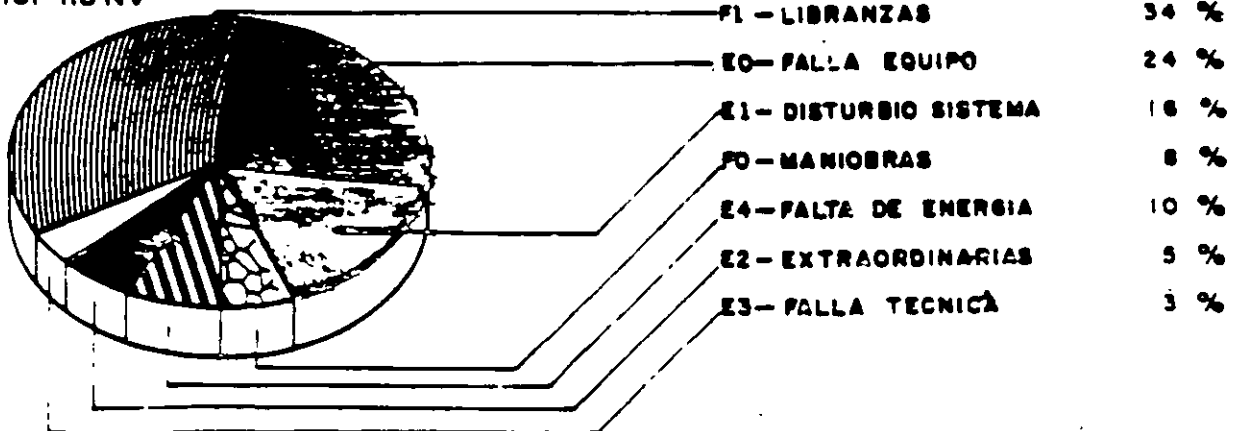 F1-LIBRANZAS 34 %
E0-FALLA EQUIPO 24 %
E1-DISTURBIO SISTEMA 16 %
F0-MANIOBRAS 8 %
E4-FALTA DE ENERGIA 10 %
E2-EXTRAORDINARIAS 5 %
E3-FALLA TECNICA 3 %